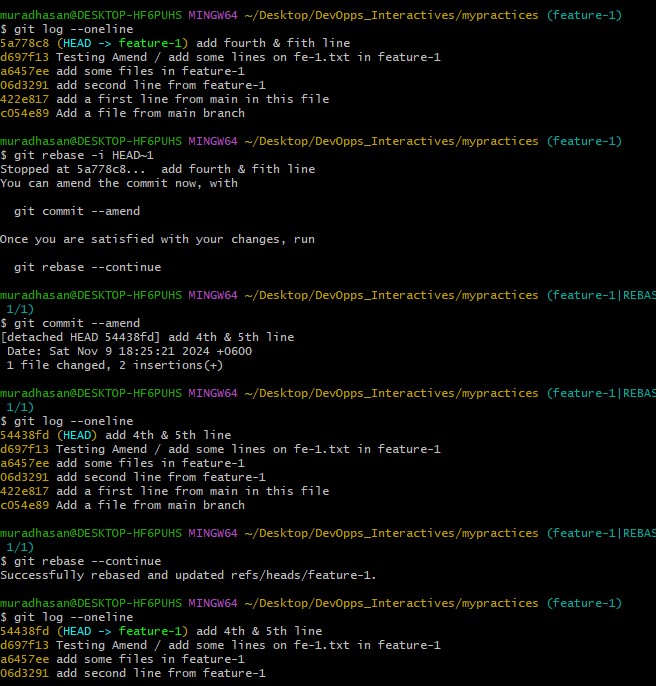 muradhasan@DESKTOP-HF6PUHS MINGW64 ~/Desktop/DevOpps_Interactives/mypractices (feature-1)
$ git log --oneline
5a778c8 (HEAD -> feature-1) add fourth & fith line
d697f13 Testing Amend / add some lines on fe-1.txt in feature-1
a6457ee add some files in feature-1
06d3291 add second line from feature-1
422e817 add a first line from main in this file
c054e89 Add a file from main branch
muradhasan@DESKTOP-HF6PUHS MINGW64 ~/Desktop/DevOpps_Interactives/mypractices (feature-1)
$ git rebase -i HEAD~1
Stopped at 5a778c8...  add fourth & fith line
You can amend the commit now, with
git commit --amend
Once you are satisfied with your changes, run
git rebase --continue
muradhasan@DESKTOP-HF6PUHS MINGW64 ~/Desktop/DevOpps_Interactives/mypractices (feature-1|REBAS
1/1)
$ git commit --amend
[detached HEAD 54438fd] add 4th & 5th line
Date: Sat Nov 9 18:25:21 2024 +0600
1 file changed, 2 insertions(+)
muradhasan@DESKTOP-HF6PUHS MINGW64 ~/Desktop/DevOpps_Interactives/mypractices (feature-1|REBAS
1/1)
$ git log --oneline
54438fd (HEAD) add 4th & 5th line
d697f13 Testing Amend / add some lines on fe-1.txt in feature-1
a6457ee add some files in feature-1
06d3291 add second line from feature-1
422e817 add a first line from main in this file
c054e89 Add a file from main branch
muradhasan@DESKTOP-HF6PUHS MINGW64 ~/Desktop/DevOpps_Interactives/mypractices (feature-1|REBAS
1/1)
$ git rebase --continue
Successfully rebased and updated refs/heads/feature-1.
muradhasan@DESKTOP-HF6PUHS MINGW64 ~/Desktop/DevOpps_Interactives/mypractices (feature-1)
$ git log --oneline
54438fd (HEAD -> feature-1) add 4th & 5th line
d697f13 Testing Amend / add some lines on fe-1.txt in feature-1
a6457ee add some files in feature-1
06d3291 add second line from feature-1